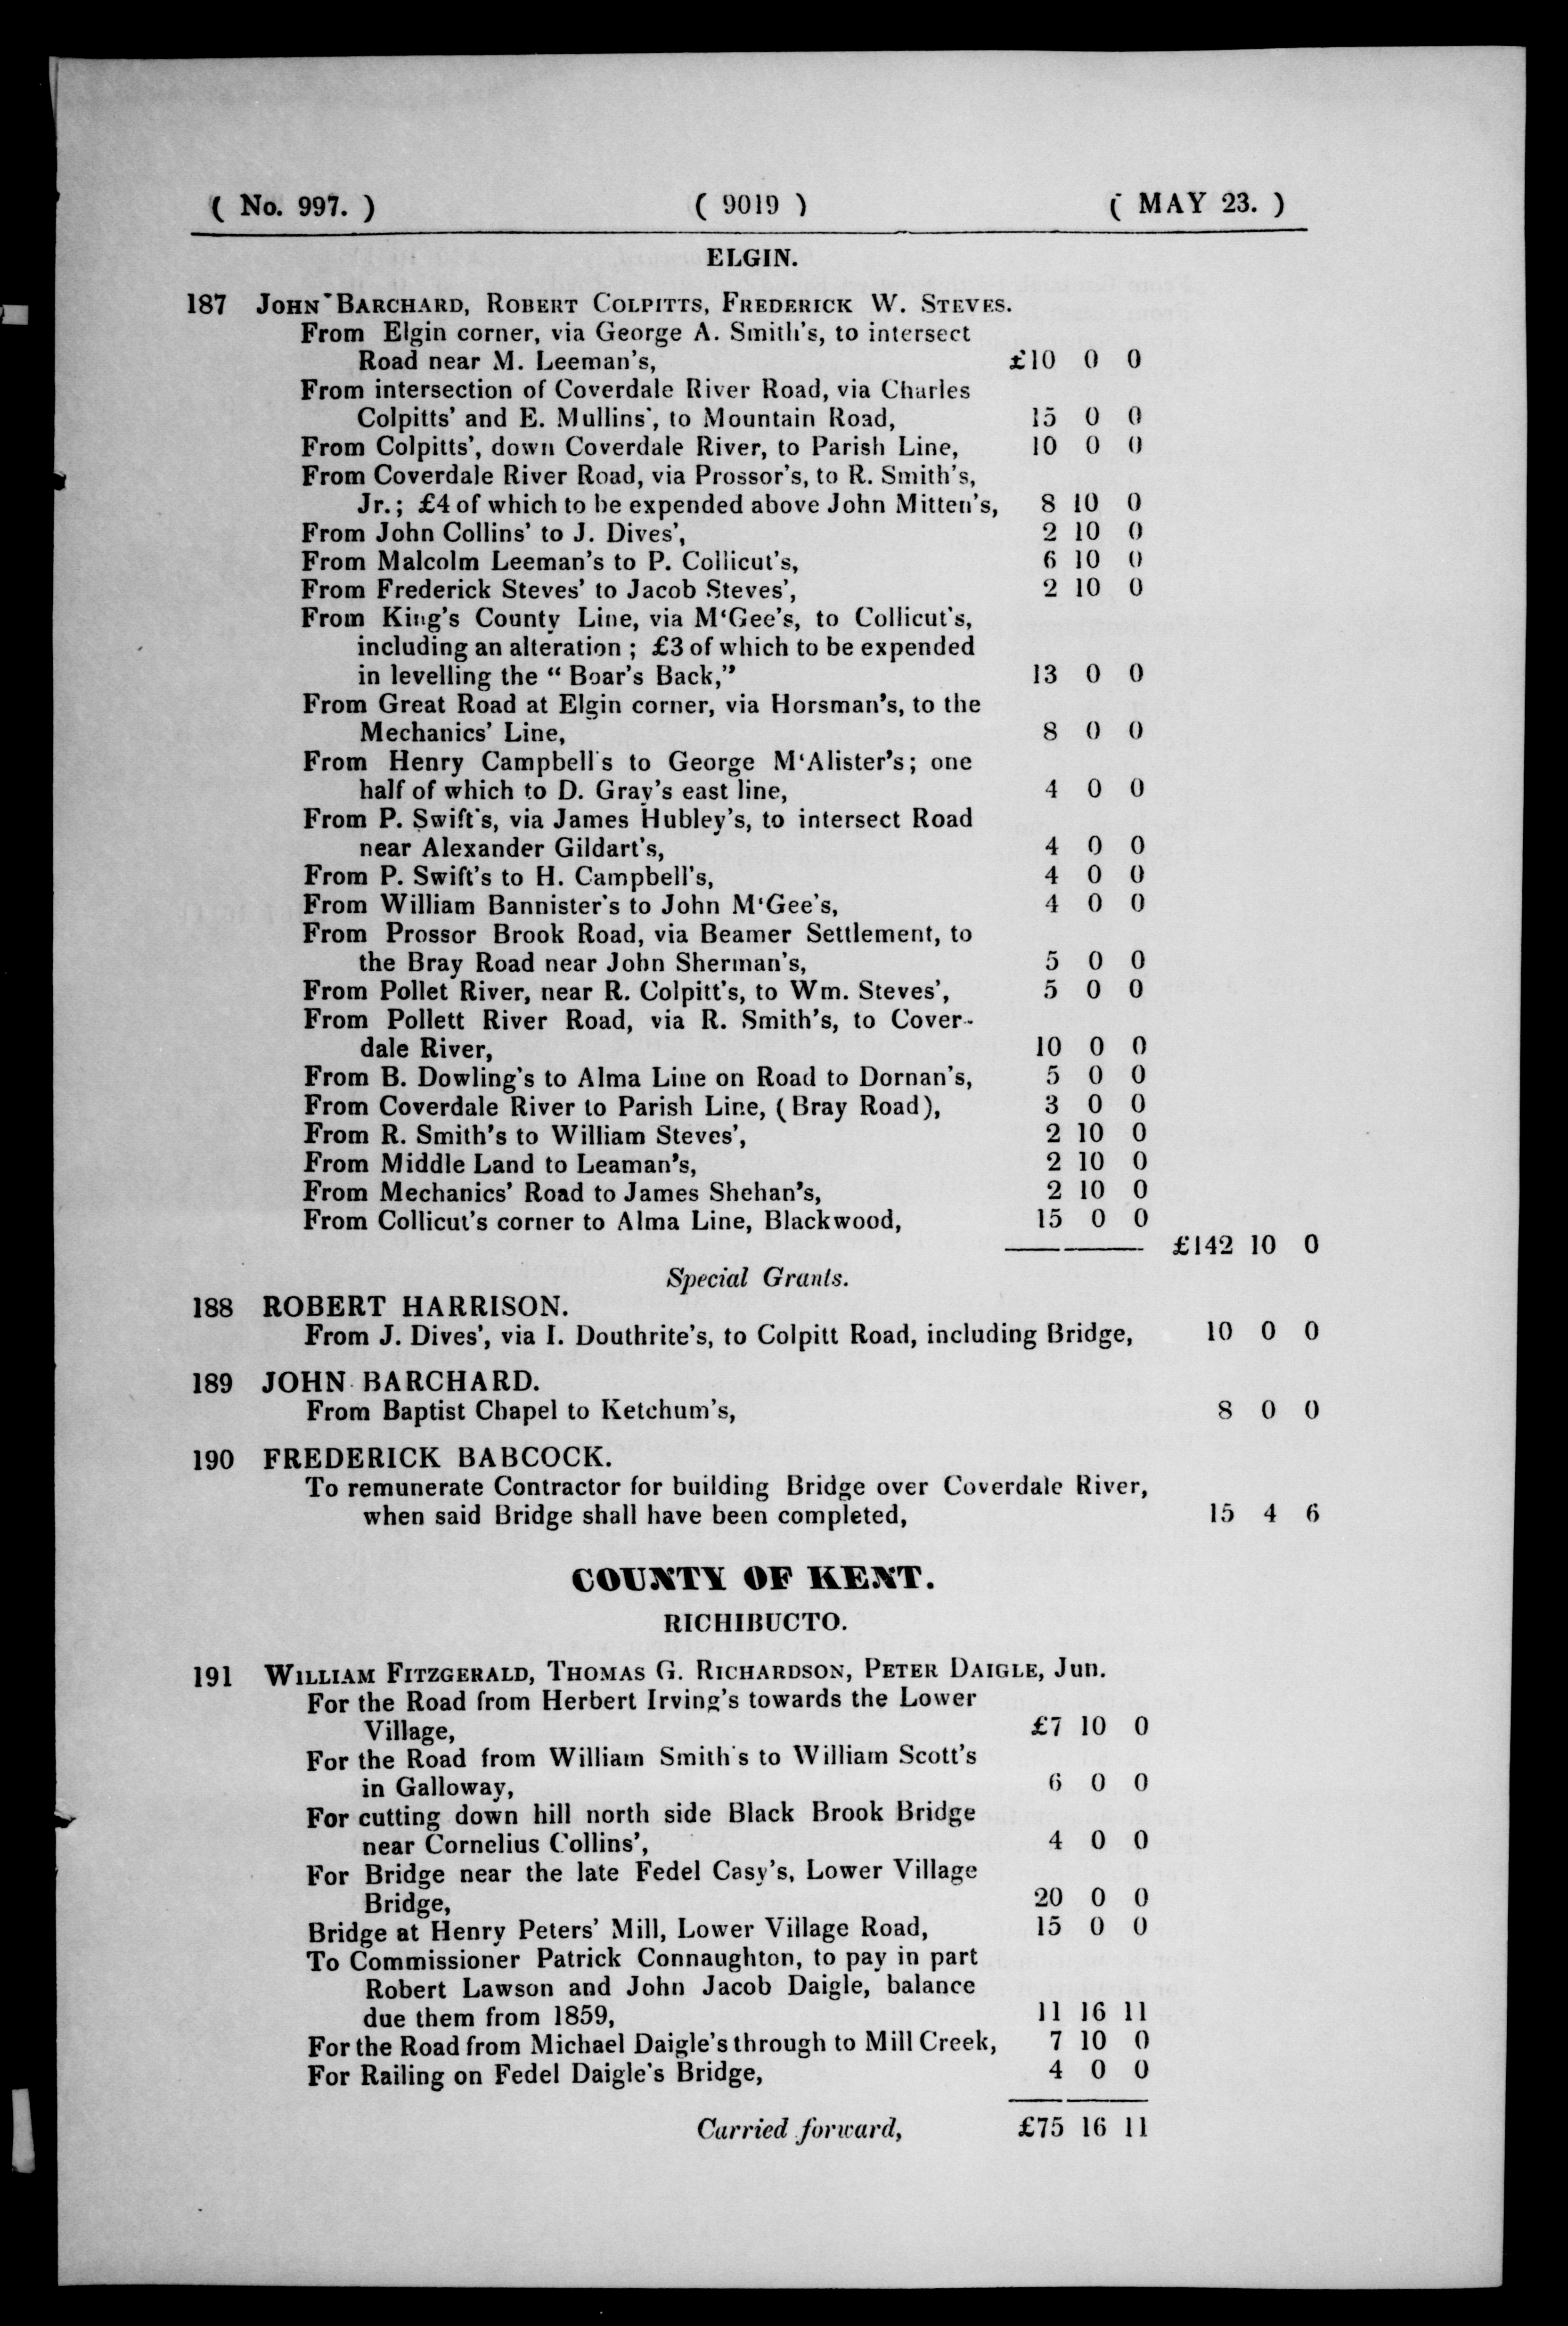 ( No. 997. ) ( 9019 ) ( MAY 23. )
ELGIN.
187 JOHN BARCHARD, ROBERT COLPITTS, FREDERICK W. STEVES.
From Elgin corner, via George A. Smith's, to intersect
Road near M. Leeman's, £10 0 0
From intersection of Coverdale River Road, via Charles
Colpitts' and E. Mullins', to Mountain Road, 15 0 0
From Colpitts', down Coverdale River, to Parish Line, 10 0 0
From Coverdale River Road, via Prossor's, to R. Smith's,
Jr.; £4 of which to be expended above John Mitten's, 8 10 0
From John Collins' to J. Dives', 2 10 0
From Malcolm Leeman's to P. Collicut's, 6 10 0
From Frederick Steves' to Jacob Steves', 2 10 0
From King's County Line, via M'Gee's, to Collicut's,
including an alteration ; £3 of which to be expended
in levelling the " Boar's Back," 13 0 0
From Great Road at Elgin corner, via Horsman's, to the
Mechanics' Line, 8 0 0
From Henry Campbell's to George M'Alister's; one
half of which to D. Gray's east line, 4 0 0
From P. Swift's, via James Hubley's, to intersect Road
near Alexander Gildart's, 4 0 0
From P. Swift's to H. Campbell's, 4 0 0
From William Bannister's to John M'Gee's, 4 0 0
From Prossor Brook Road, via Beamer Settlement, to
the Bray Road near John Sherman's, 5 0 0
From Pollet River, near R. Colpitt's, to Wm. Steves', 5 0 0
From Pollett River Road, via R. Smith's, to Cover-
dale River, 10 0 0
From B. Dowling's to Alma Line on Road to Dornan's, 5 0 0
From Coverdale River to Parish Line, (Bray Road), 3 0 0
From R. Smith's to William Steves', 2 10 0
From Middle Land to Leaman's, 2 10 0
From Mechanics' Road to James Shehan's, 2 10 0
From Collicut's corner to Alma Line, Blackwood, 15 0 0
£142 10 0
Special Grants.
188 ROBERT HARRISON.
From J. Dives', via I. Douthrite's, to Colpitt Road, including Bridge, 10 0 0
189 JOHN BARCHARD.
From Baptist Chapel to Ketchum's, 8 0 0
190 FREDERICK BABCOCK.
To remunerate Contractor for building Bridge over Coverdale River,
when said Bridge shall have been completed, 15 4 6
COUNTY OF KENT.
RICHIBUCTO.
191 WILLIAM FITZGERALD, THOMAS G. RICHARDSON, PETER DAIGLE, Jun.
For the Road from Herbert Irving's towards the Lower
Village, £7 10 0
For the Road from William Smith's to William Scott's
in Galloway, 6 0 0
For cutting down hill north side Black Brook Bridge
near Cornelius Collins', 4 0 0
For Bridge near the late Fedel Casy's, Lower Village
Bridge, 20 0 0
Bridge at Henry Peters' Mill, Lower Village Road, 15 0 0
To Commissioner Patrick Connaughton, to pay in part
Robert Lawson and John Jacob Daigle, balance
due them from 1859, 11 16 11
For the Road from Michael Daigle's through to Mill Creek, 7 10 0
For Railing on Fedel Daigle's Bridge, 4 0 0
Carried forward, £75 16 11